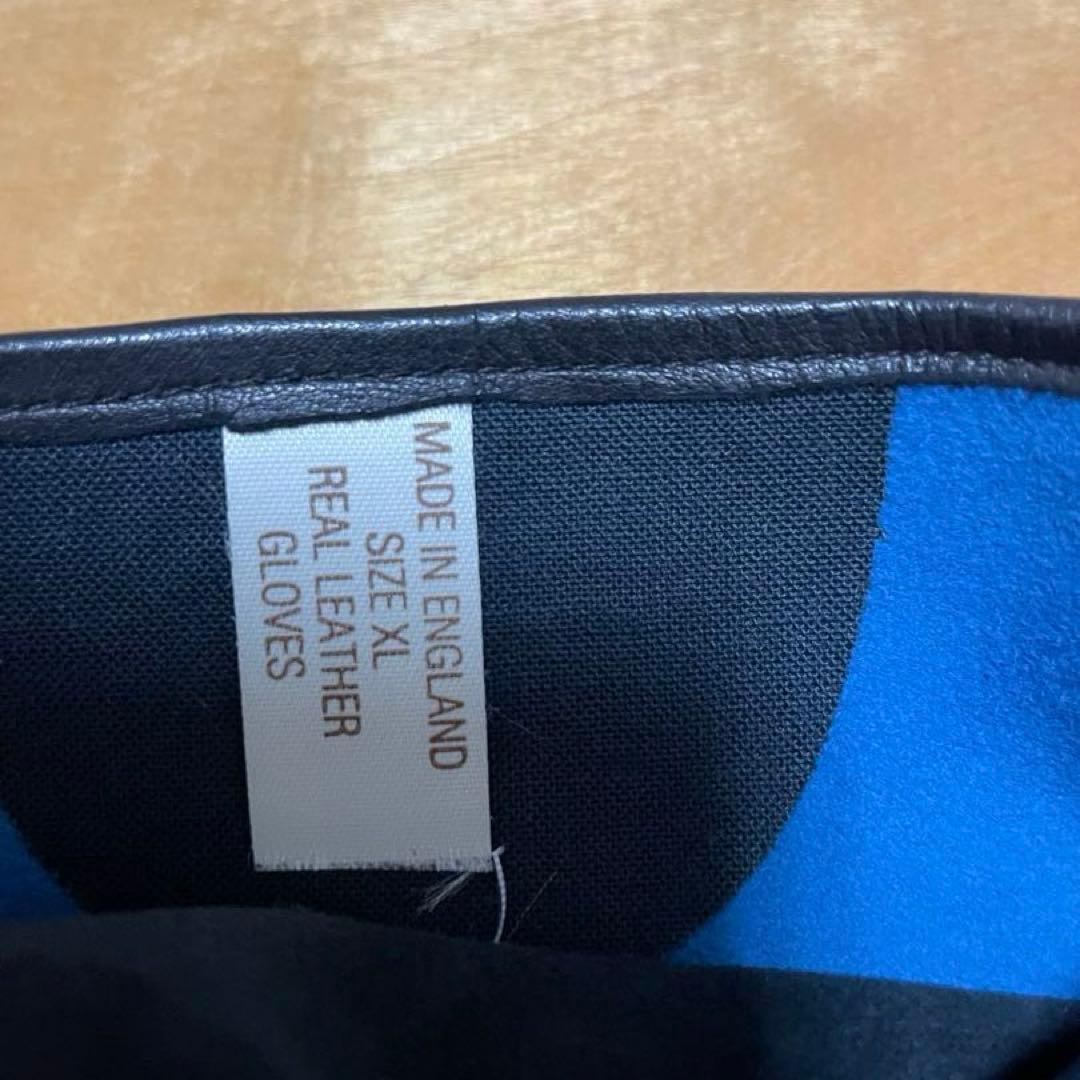 MADE IN ENGLAND
SIZE XL
REAL LEATHER
GLOVES